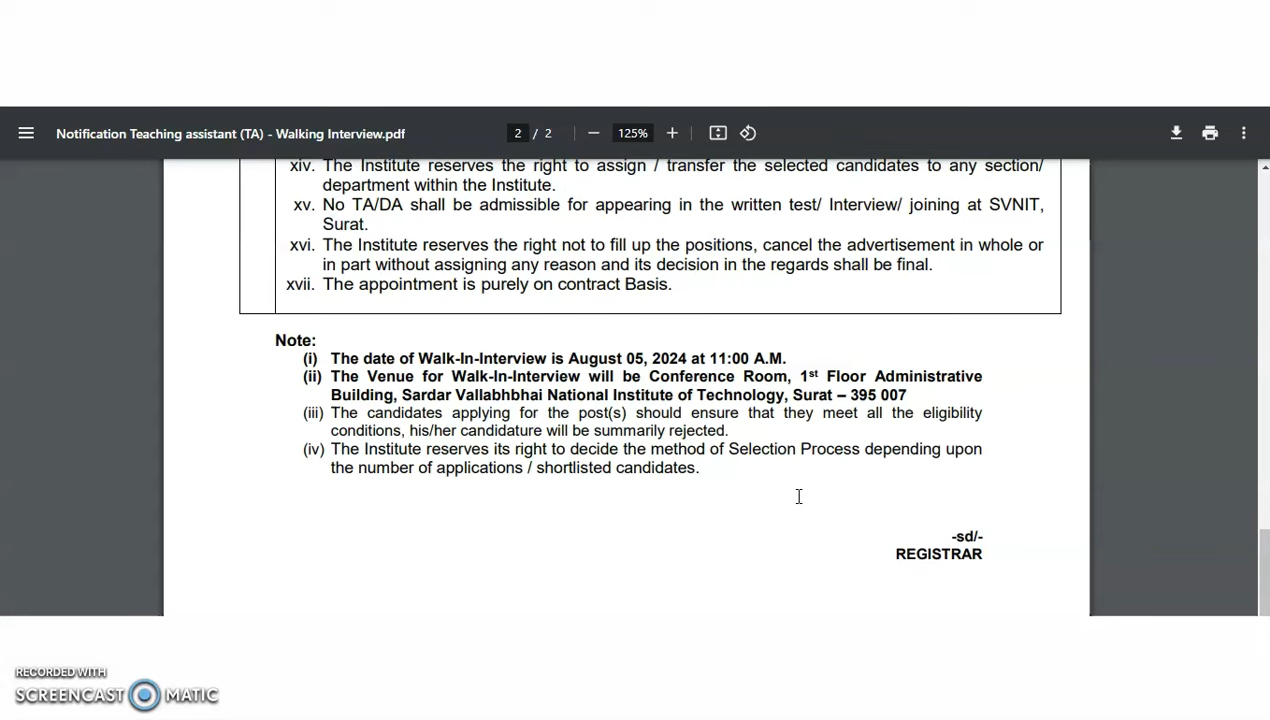 Notification Teaching assistant (TA) - Walking Interview.pdf
2 / 2
125%
xiv. The Institute reserves the right to assign / transfer the selected candidates to any section/
department within the Institute.
xv. No TA/DA shall be admissible for appearing in the written test/ Interview/ joining at SVNIT,
Surat.
xvi. The Institute reserves the right not to fill up the positions, cancel the advertisement in whole or
in part without assigning any reason and its decision in the regards shall be final.
xvii. The appointment is purely on contract Basis.
Note:
(i) The date of Walk-In-Interview is August 05, 2024 at 11:00 A.M.
(ii) The Venue for Walk-In-Interview will be Conference Room, 1st Floor Administrative
Building, Sardar Vallabhbhai National Institute of Technology, Surat – 395 007
(iii) The candidates applying for the post(s) should ensure that they meet all the eligibility
conditions, his/her candidature will be summarily rejected.
(iv) The Institute reserves its right to decide the method of Selection Process depending upon
the number of applications / shortlisted candidates.
-sd/-
REGISTRAR
RECORDED WITH
SCREENCAST MATIC